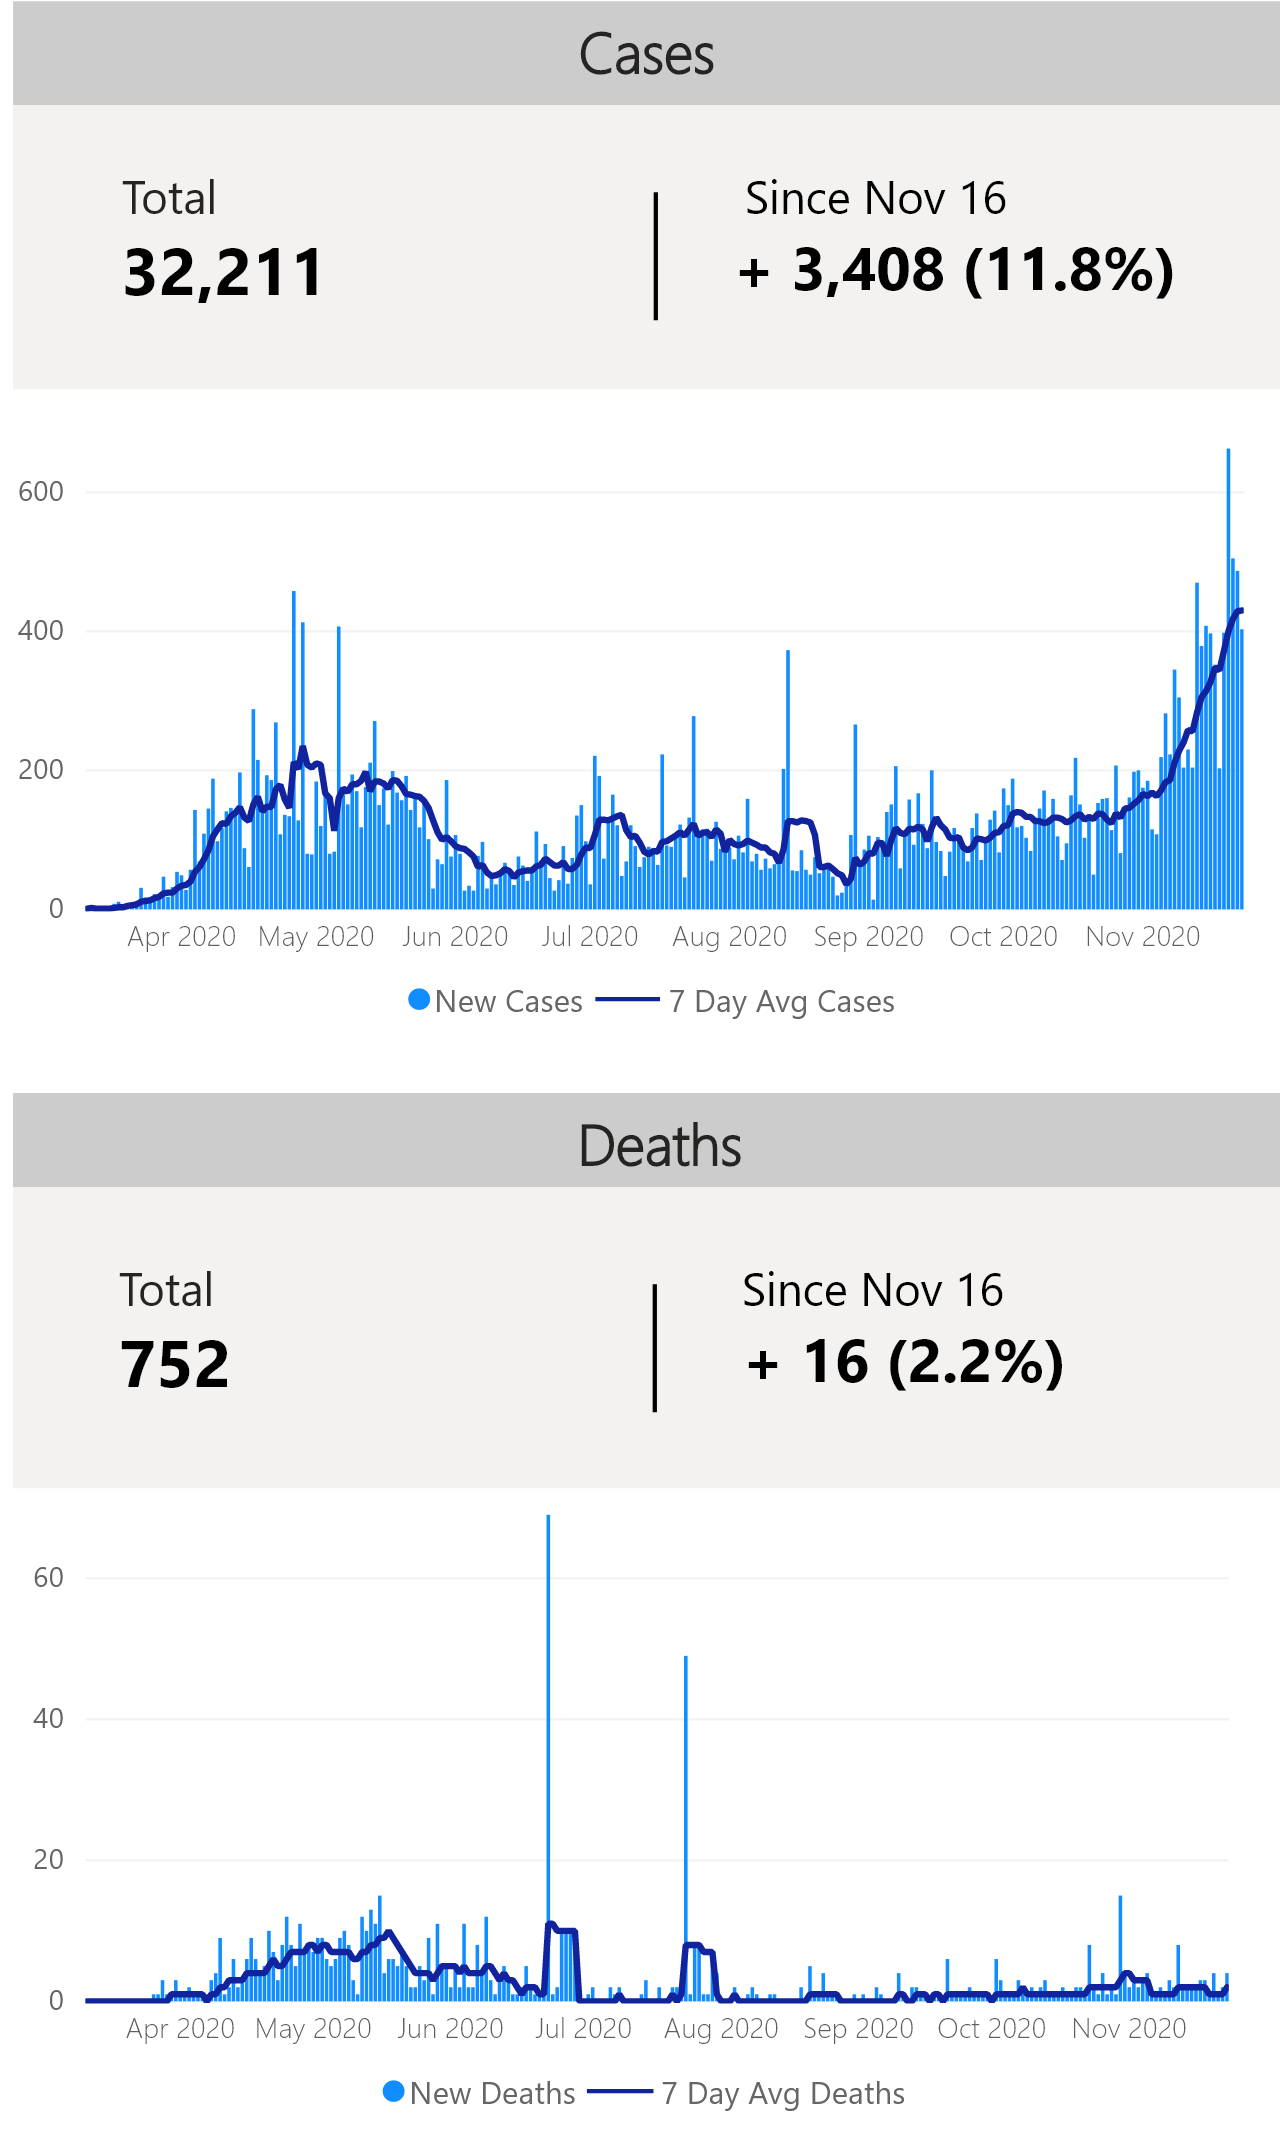 Cases
Total
Since Nov 16
32,211
+ 3,408 (11.8%)
600
400
200
0
Apr 2020 May 2020 Jun 2020 Jul 2020 Aug 2020 Sep 2020 Oct 2020 Nov 2020
New Cases 7 Day Avg Cases
Deaths
Total
Since Nov 16
752
+ 16 (2.2%)
60
40
20
0
Apr 2020 May 2020 Jun 2020 Jul 2020 Aug 2020 Sep 2020 Oct 2020 Nov 2020
New Deaths 7 Day Avg Deaths